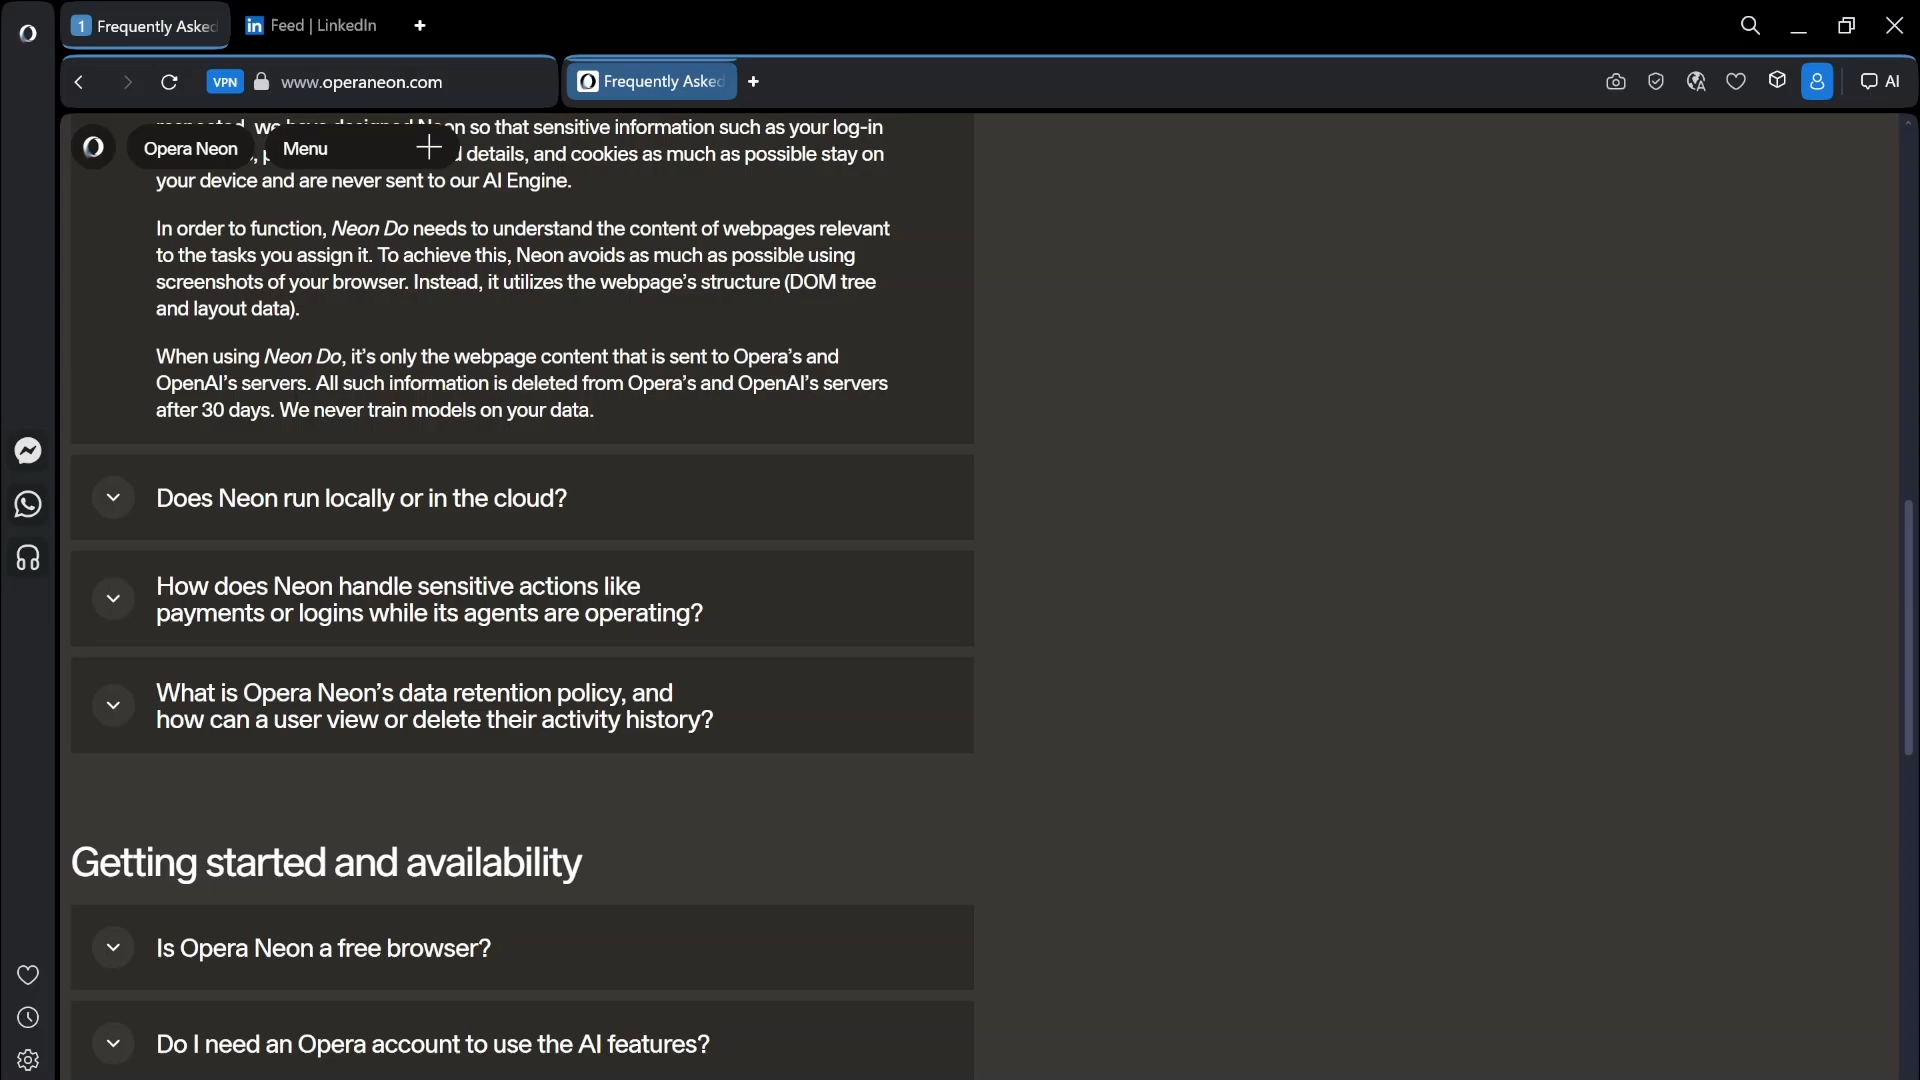 1 Frequently Asked
in Feed | LinkedIn
VPN www.operaneon.com
Frequently Asked
AI
Opera Neon
Menu
so that sensitive information such as your log-in
details, and cookies as much as possible stay on
your device and are never sent to our AI Engine.
In order to function, Neon Do needs to understand the content of webpages relevant
to the tasks you assign it. To achieve this, Neon avoids as much as possible using
screenshots of your browser. Instead, it utilizes the webpage’s structure (DOM tree
and layout data).
When using Neon Do, it’s only the webpage content that is sent to Opera’s and
OpenAI’s servers. All such information is deleted from Opera’s and OpenAI’s servers
after 30 days. We never train models on your data.
Does Neon run locally or in the cloud?
How does Neon handle sensitive actions like
payments or logins while its agents are operating?
What is Opera Neon’s data retention policy, and
how can a user view or delete their activity history?
Getting started and availability
Is Opera Neon a free browser?
Do I need an Opera account to use the AI features?